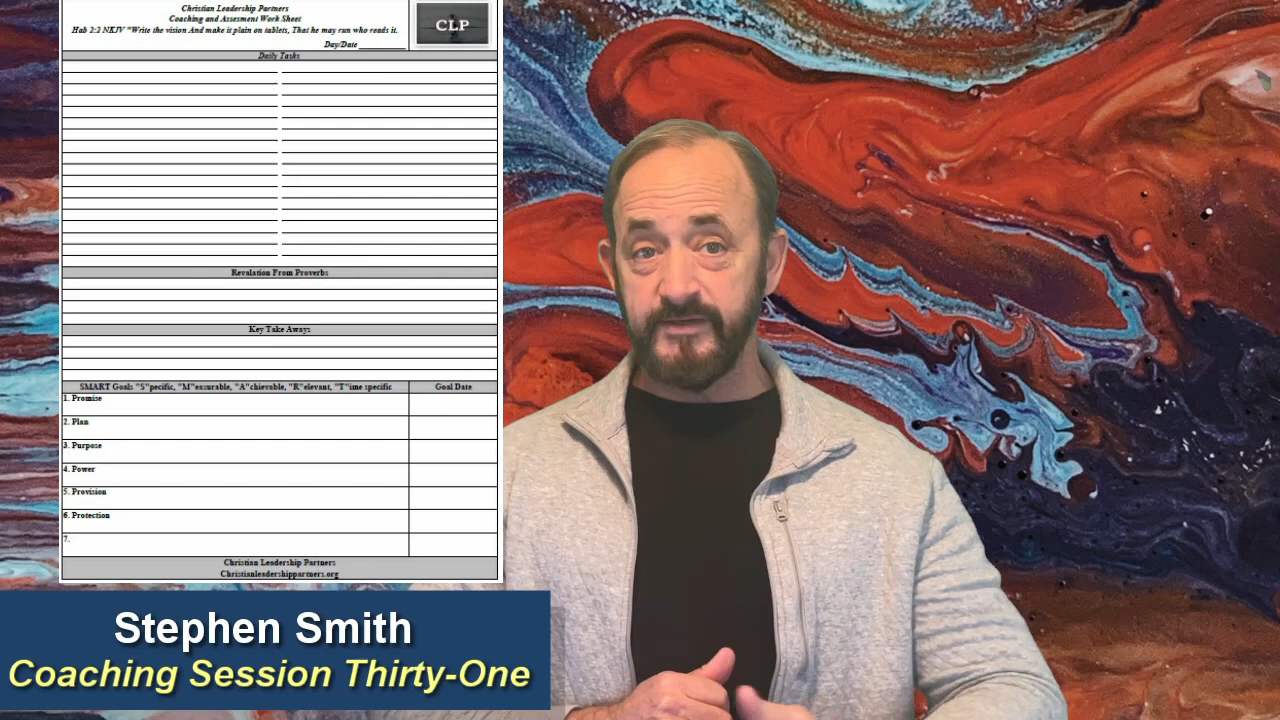 Christian Leadership Partners
Coaching and Assesment Work Sheet
Hab 2:2 NKJV "Write the vision And make it plain on tablets, That he may run who reads it.
Day/Date
CLP
Daily Tasks
Revalation From Proverbs
Key Take Aways
SMART Goals: "S"pecific, "M"easurable, "A"chievable, "R"elevant, "T"ime specific
Goal Date
1. Promise
2. Plan
3. Purpose
4. Power
5. Provision
6. Protection
7.
Christian Leadership Partners
Christianleadershippartners.org
Stephen Smith
Coaching Session Thirty-One